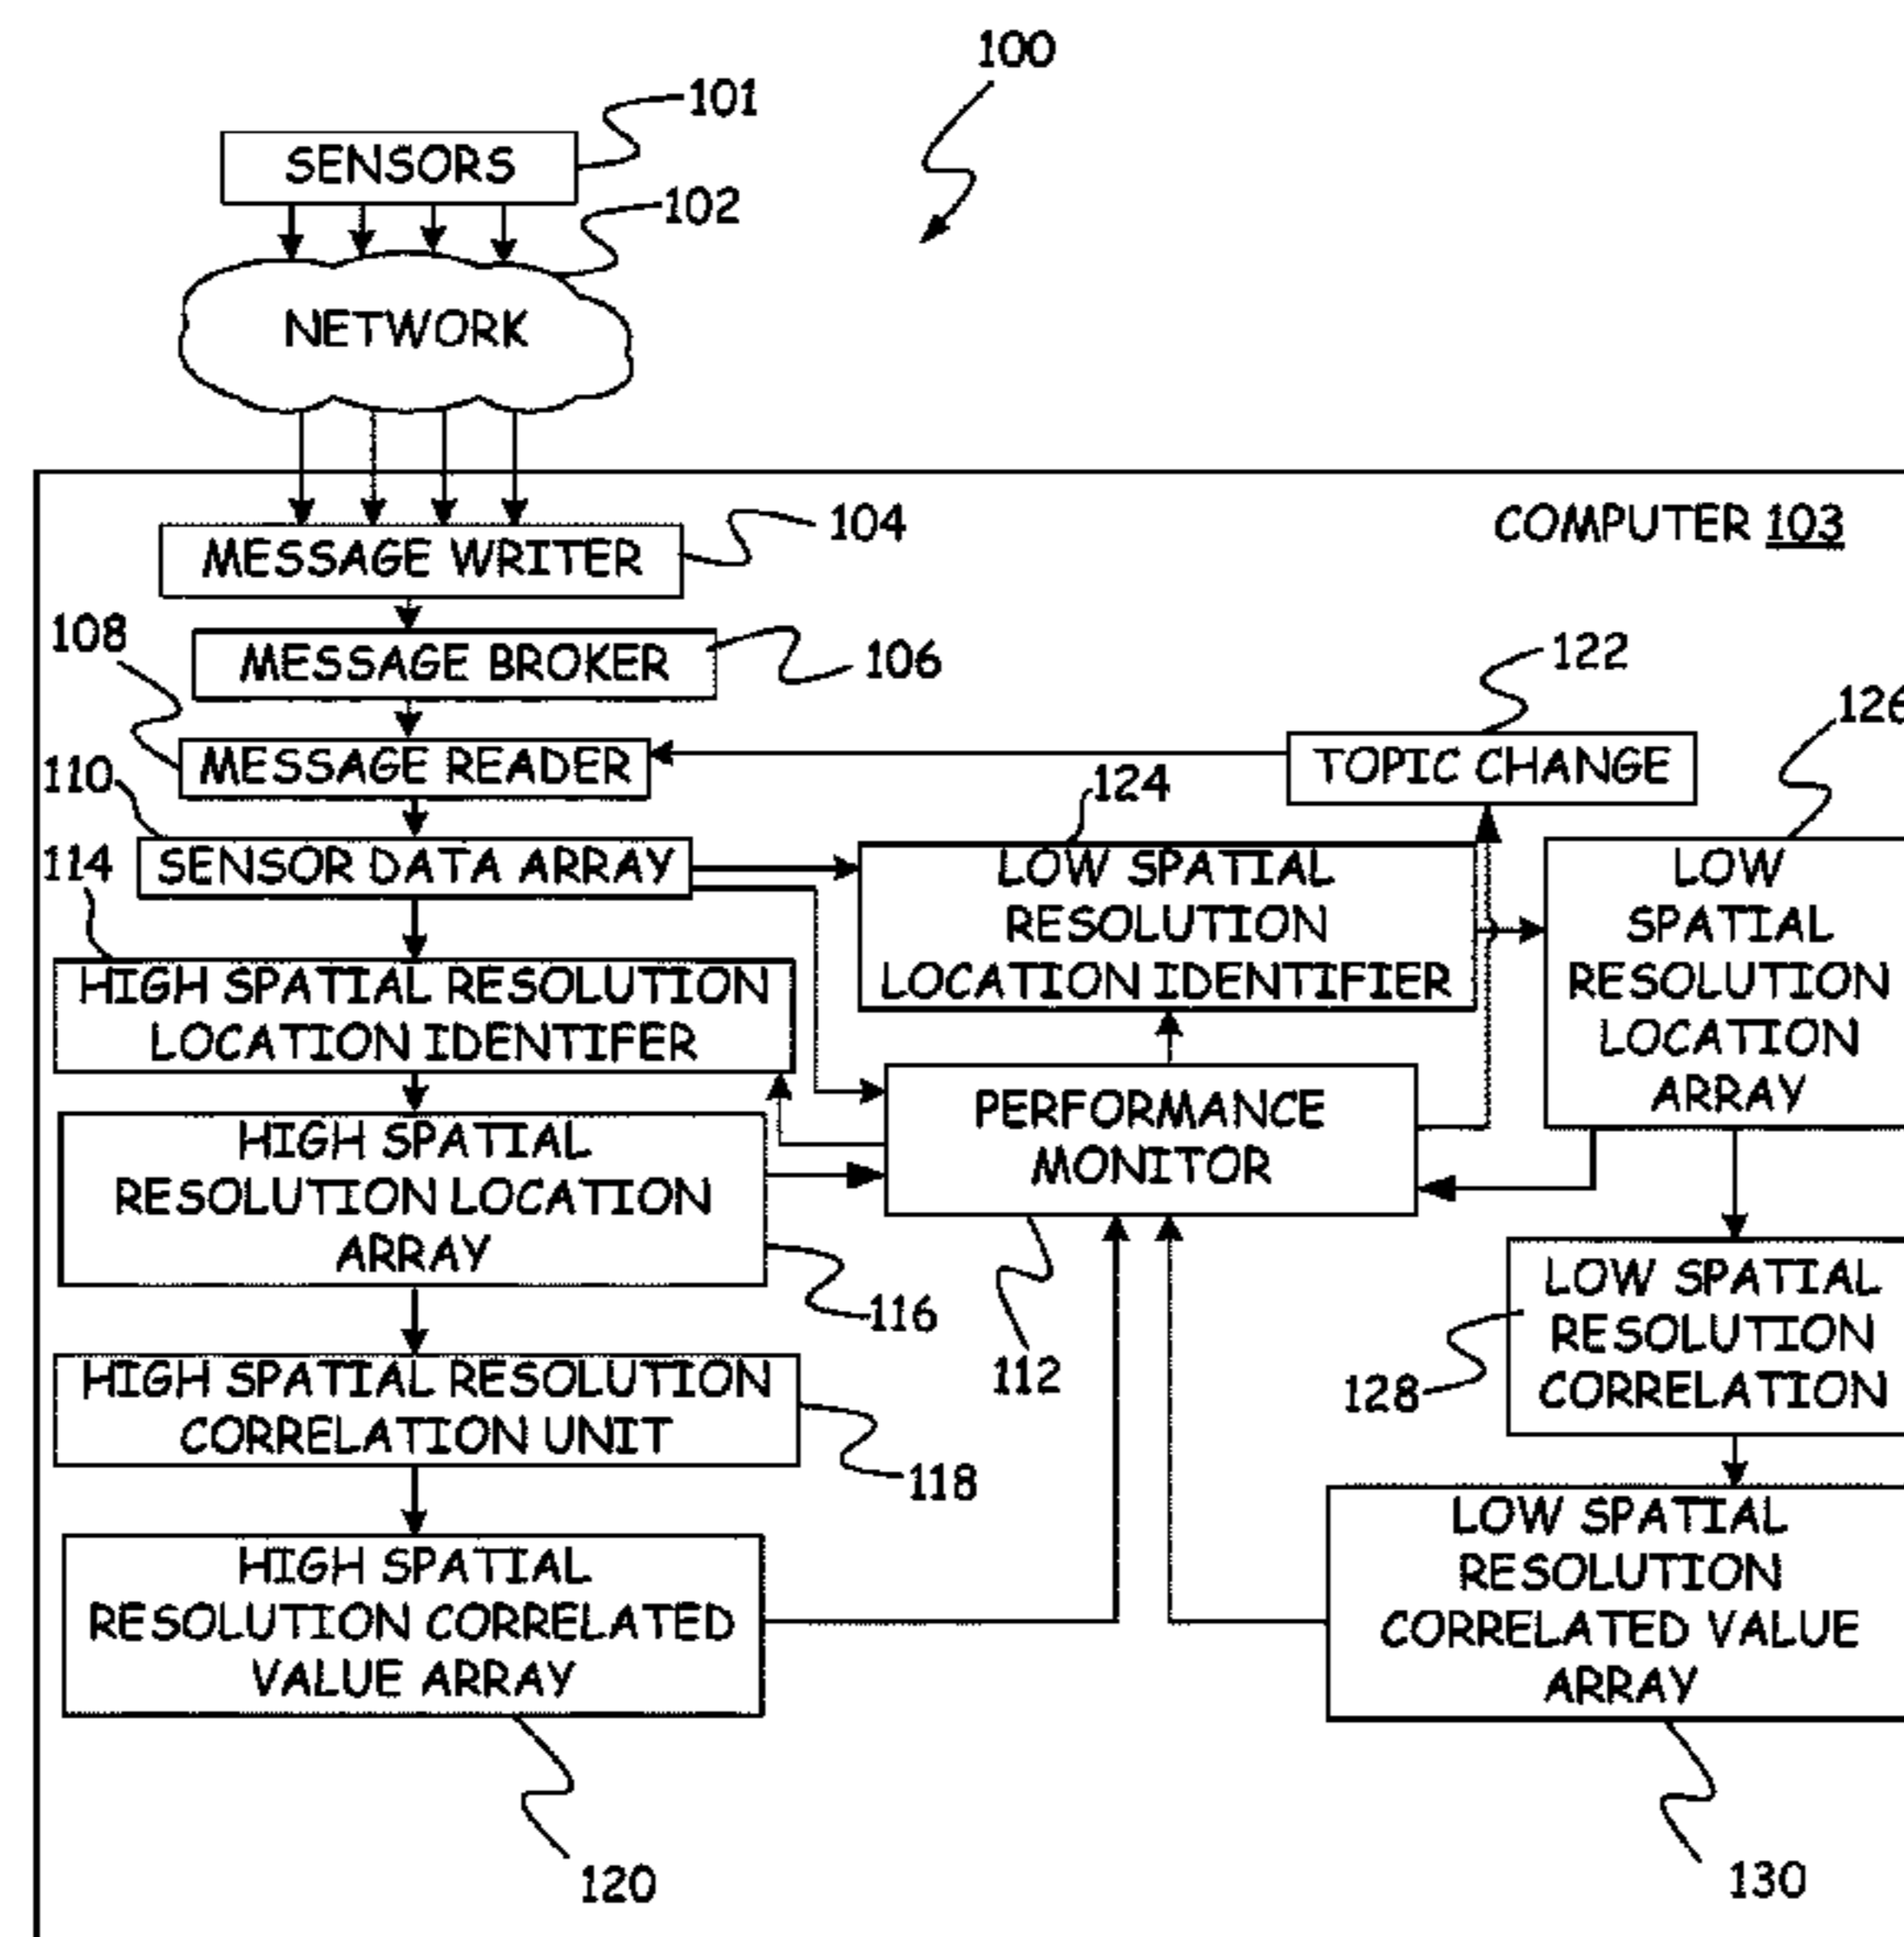 100
101
SENSORS
102
NETWORK
COMPUTER 103
104
MESSAGE WRITER
108
MESSAGE BROKER
106
122
126
MESSAGE READER
TOPIC CHANGE
110
124
SENSOR DATA ARRAY
114
LOW SPATIAL
RESOLUTION
LOCATION IDENTIFIER
LOW
SPATIAL
RESOLUTION
LOCATION
ARRAY
HIGH SPATIAL RESOLUTION
LOCATION IDENTIFER
PERFORMANCE
MONITOR
HIGH SPATIAL
RESOLUTION LOCATION
ARRAY
116
112
LOW SPATIAL
RESOLUTION
CORRELATION
128
HIGH SPATIAL RESOLUTION
CORRELATION UNIT
118
HIGH SPATIAL
RESOLUTION CORRELATED
VALUE ARRAY
LOW SPATIAL
RESOLUTION
CORRELATED VALUE
ARRAY
120
130